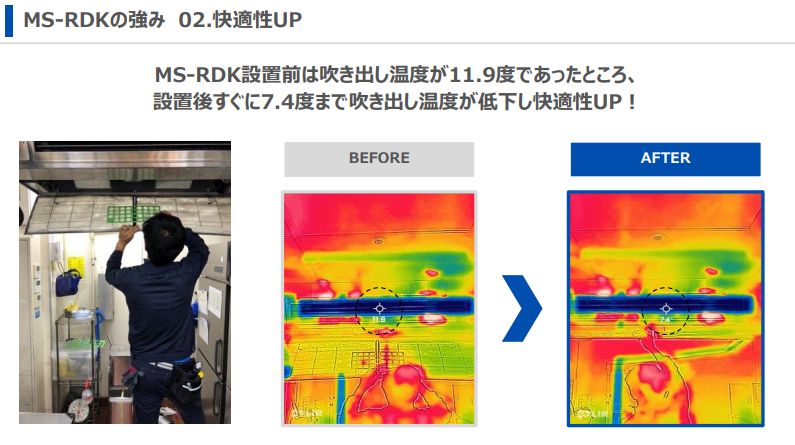 MS-RDKの強み 02.快適性UP
MS-RDK設置前は吹き出し温度が11.9度であったところ、
設置後すぐに7.4度まで吹き出し温度が低下し快適性UP！
BEFORE
AFTER
7.4
FLIR
FLIR